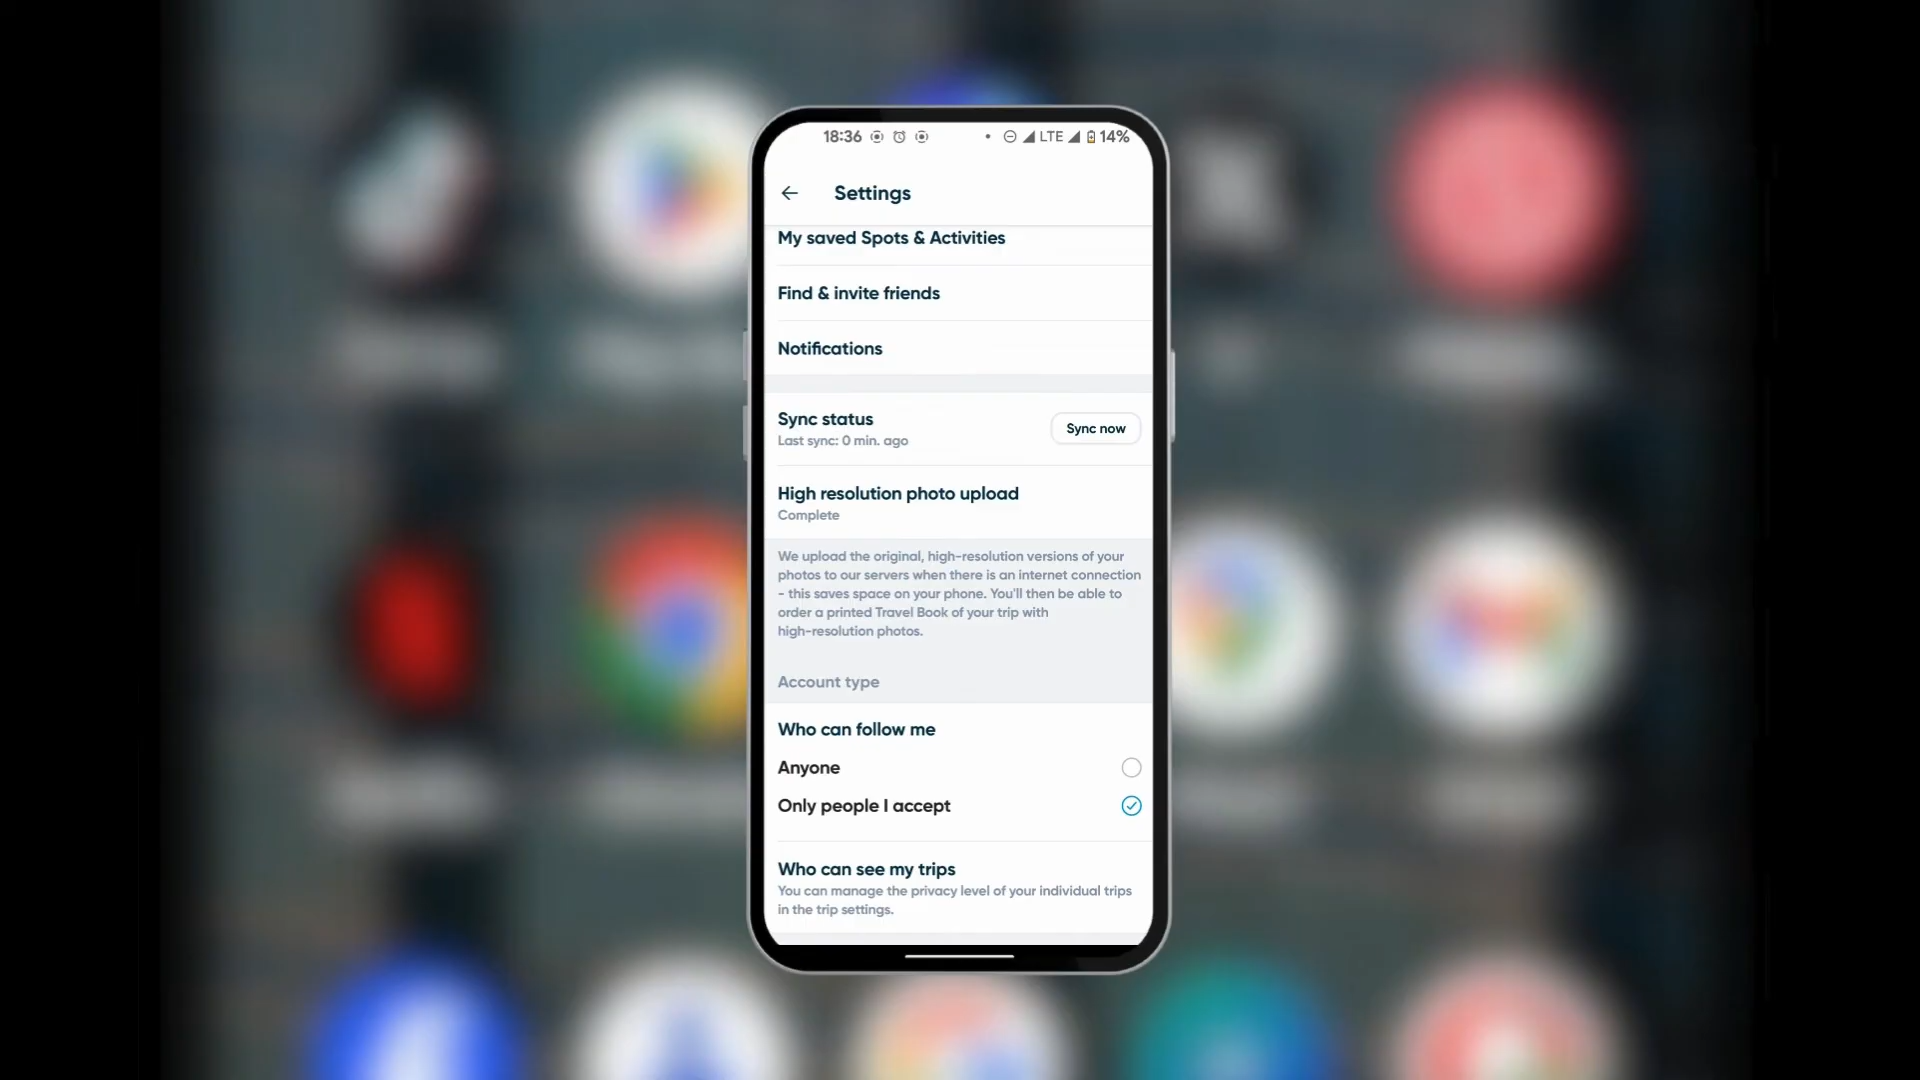 18:36 LTE 14%
Settings
My saved Spots & Activities
Find & invite friends
Notifications
Sync status
Last sync: 0 min. ago
Sync now
High resolution photo upload
Complete
We upload the original, high-resolution versions of your
photos to our servers when there is an internet connection
- this saves space on your phone. You'll then be able to
order a printed Travel Book of your trip with
high-resolution photos.
Account type
Who can follow me
Anyone
Only people I accept
Who can see my trips
You can manage the privacy level of your individual trips
in the trip settings.